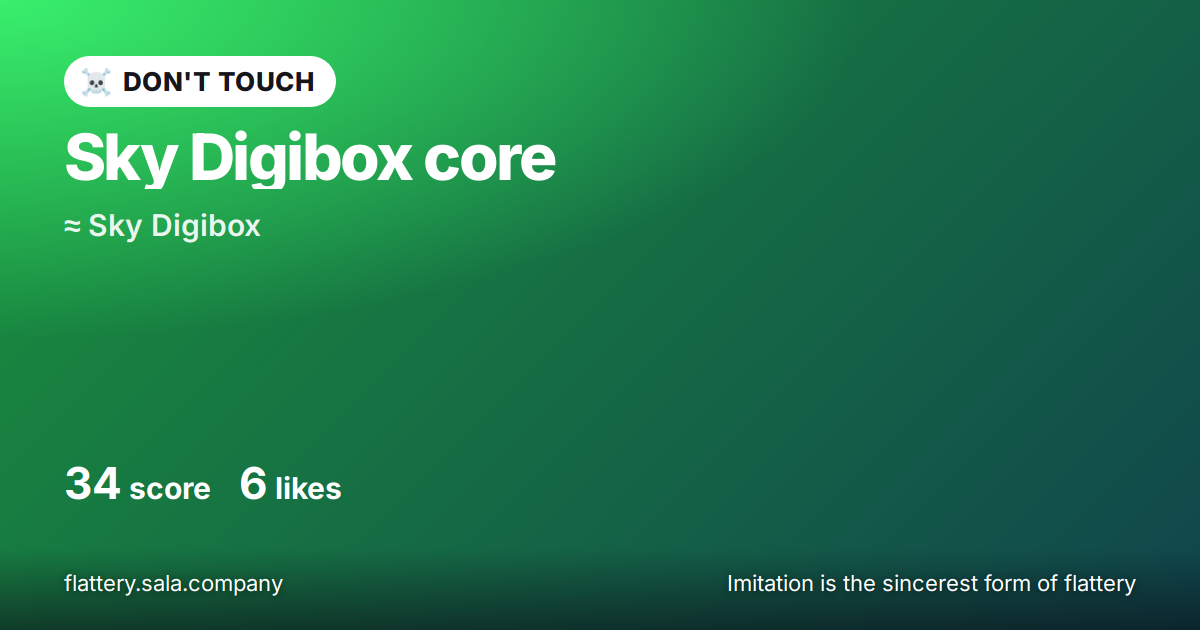 ☠️ DON'T TOUCH
Sky Digibox core
≈ Sky Digibox
34 score 6 likes
flattery.sala.company
Imitation is the sincerest form of flattery